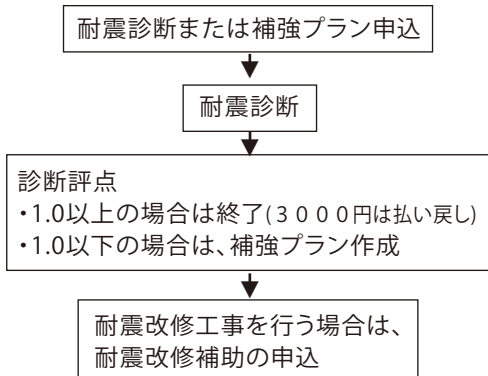 耐震診断または補強プラン申込
耐震診断
診断評点
・1.0以上の場合は終了(３０００円は払い戻し)
・1.0以下の場合は、補強プラン作成
耐震改修工事を行う場合は、
耐震改修補助の申込